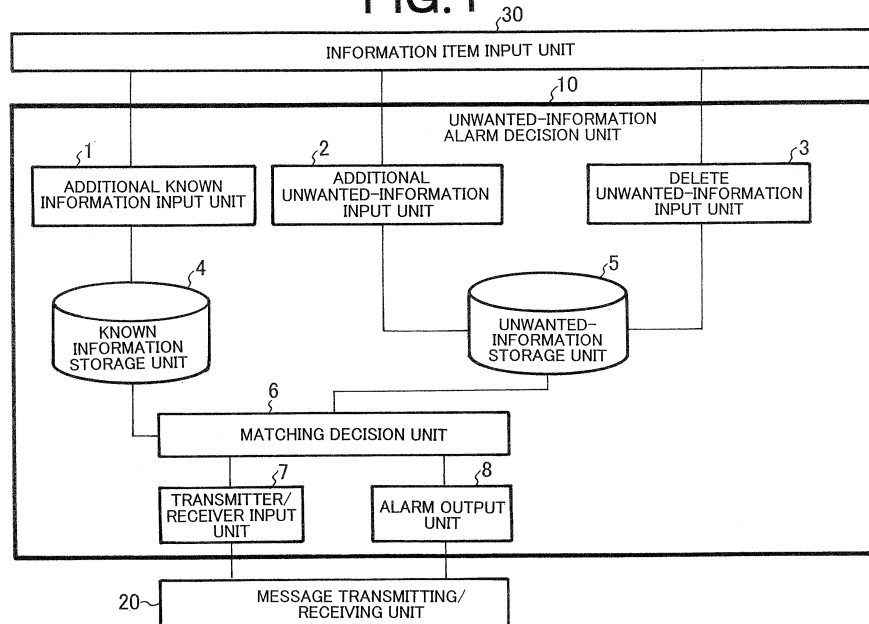 FIG. 1
30
INFORMATION ITEM INPUT UNIT
10
UNWANTED-INFORMATION
ALARM DECISION UNIT
1
ADDITIONAL KNOWN
INFORMATION INPUT UNIT
2
ADDITIONAL
UNWANTED-INFORMATION
INPUT UNIT
3
DELETE
UNWANTED-INFORMATION
INPUT UNIT
4
KNOWN
INFORMATION
STORAGE UNIT
5
UNWANTED-
INFORMATION
STORAGE UNIT
6
MATCHING DECISION UNIT
7
TRANSMITTER/
RECEIVER INPUT
UNIT
8
ALARM OUTPUT
UNIT
20
MESSAGE TRANSMITTING/
RECEIVING UNIT